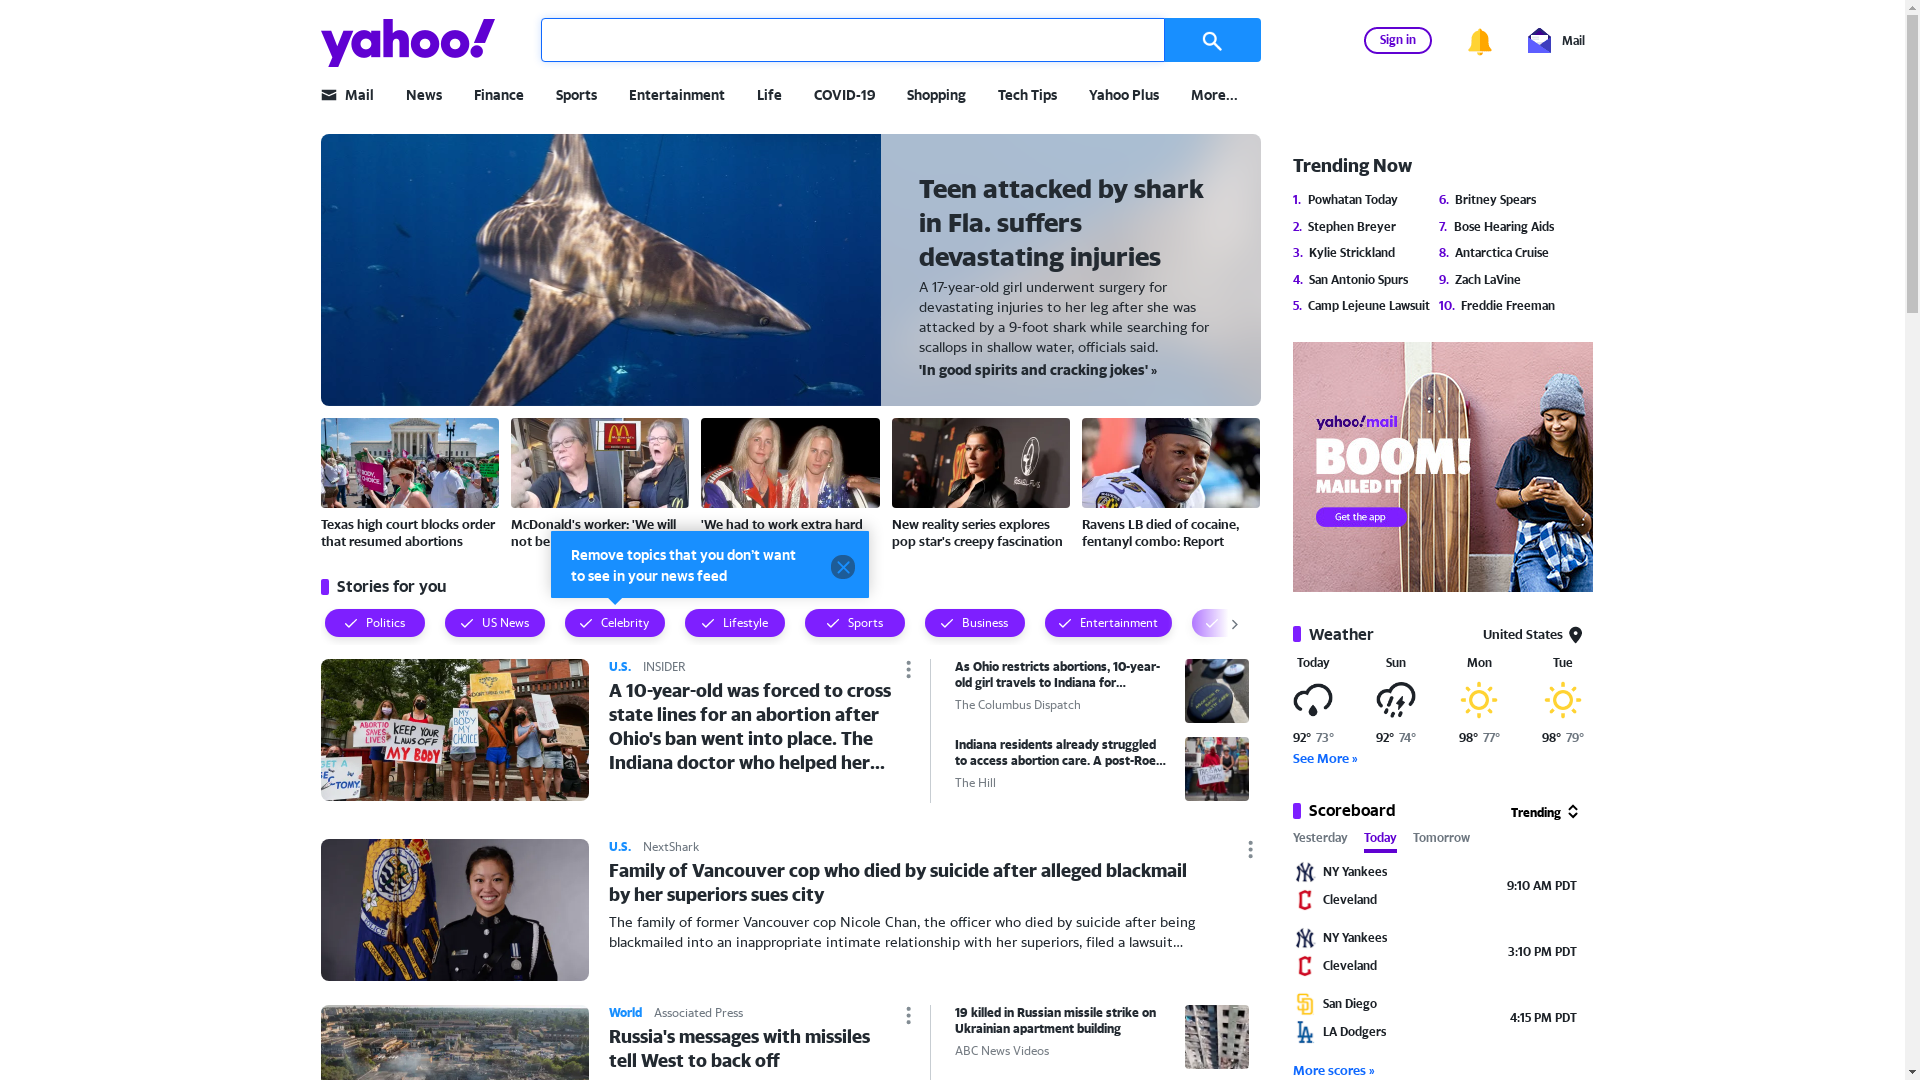 yahoo!
Sign in
Mail
Mail
News
Finance
Sports
Entertainment
Life
COVID-19
Shopping
Tech Tips
Yahoo Plus
More...
Teen attacked by shark
in Fla. suffers
devastating injuries
A 17-year-old girl underwent surgery for
devastating injuries to her leg after she was
attacked by a 9-foot shark while searching for
scallops in shallow water, officials said.
'In good spirits and cracking jokes' »
Texas high court blocks order
that resumed abortions
McDonald's worker: 'We will
not be
'We had to work extra hard
New reality series explores
pop star's creepy fascination
Ravens LB died of cocaine,
fentanyl combo: Report
Remove topics that you don't want
to see in your news feed
Stories for you
Politics
US News
Celebrity
Lifestyle
Sports
Business
Entertainment
U.S. INSIDER
A 10-year-old was forced to cross
state lines for an abortion after
Ohio's ban went into place. The
Indiana doctor who helped her...
ABORTION
SAVES
LIVES
KEEP YOUR
LAWS OFF
MY BODY
MY
BODY
MY
CHOICE
As Ohio restricts abortions, 10-year-
old girl travels to Indiana for...
The Columbus Dispatch
Indiana residents already struggled
to access abortion care. A post-Roe...
The Hill
U.S. NextShark
Family of Vancouver cop who died by suicide after alleged blackmail
by her superiors sues city
The family of former Vancouver cop Nicole Chan, the officer who died by suicide after being
blackmailed into an inappropriate intimate relationship with her superiors, filed a lawsuit...
World Associated Press
Russia's messages with missiles
tell West to back off
19 killed in Russian missile strike on
Ukrainian apartment building
ABC News Videos
Trending Now
1. Powhatan Today
2. Stephen Breyer
3. Kylie Strickland
4. San Antonio Spurs
5. Camp Lejeune Lawsuit
6. Britney Spears
7. Bose Hearing Aids
8. Antarctica Cruise
9. Zach LaVine
10. Freddie Freeman
yahoo!mail
BOOM!
MAILED IT
Get the app
Weather
United States
Today
Sun
Mon
Tue
92° 73°
92° 74°
98° 77°
98° 79°
See More »
Scoreboard
Trending
Yesterday
Today
Tomorrow
NY Yankees
Cleveland
9:10 AM PDT
NY Yankees
Cleveland
3:10 PM PDT
San Diego
LA Dodgers
4:15 PM PDT
More scores »